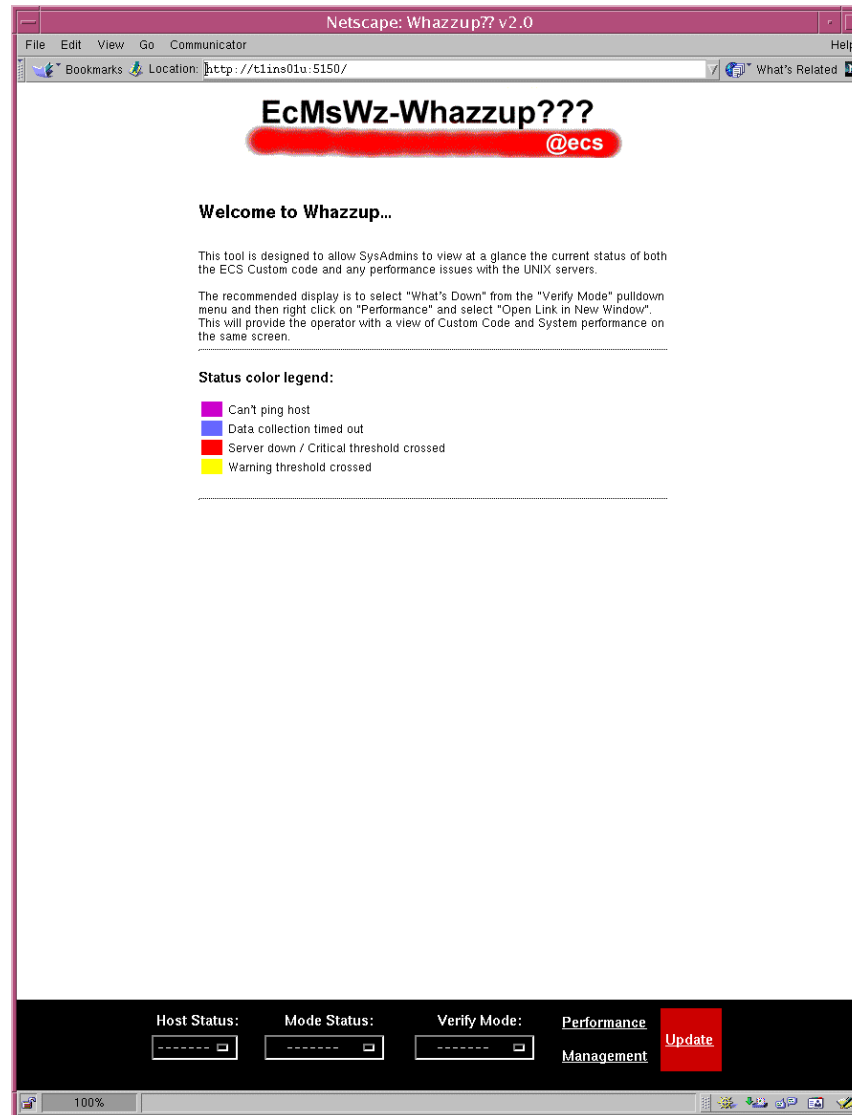 Netscape: Whazzup?? v2.0
File Edit View Go Communicator Help
Bookmarks Location: http://t1ins01u:5150/ What's Related
EcMsWz-Whazzup???
@ecs
Welcome to Whazzup...
This tool is designed to allow SysAdmins to view at a glance the current status of both
the ECS Custom code and any performance issues with the UNIX servers.
The recommended display is to select "What's Down" from the "Verify Mode" pulldown
menu and then right click on "Performance" and select "Open Link in New Window".
This will provide the operator with a view of Custom Code and System performance on
the same screen.
Status color legend:
Can't ping host
Data collection timed out
Server down / Critical threshold crossed
Warning threshold crossed
Host Status: Mode Status: Verify Mode: Performance
------- ------- ------- Update
Management
100%